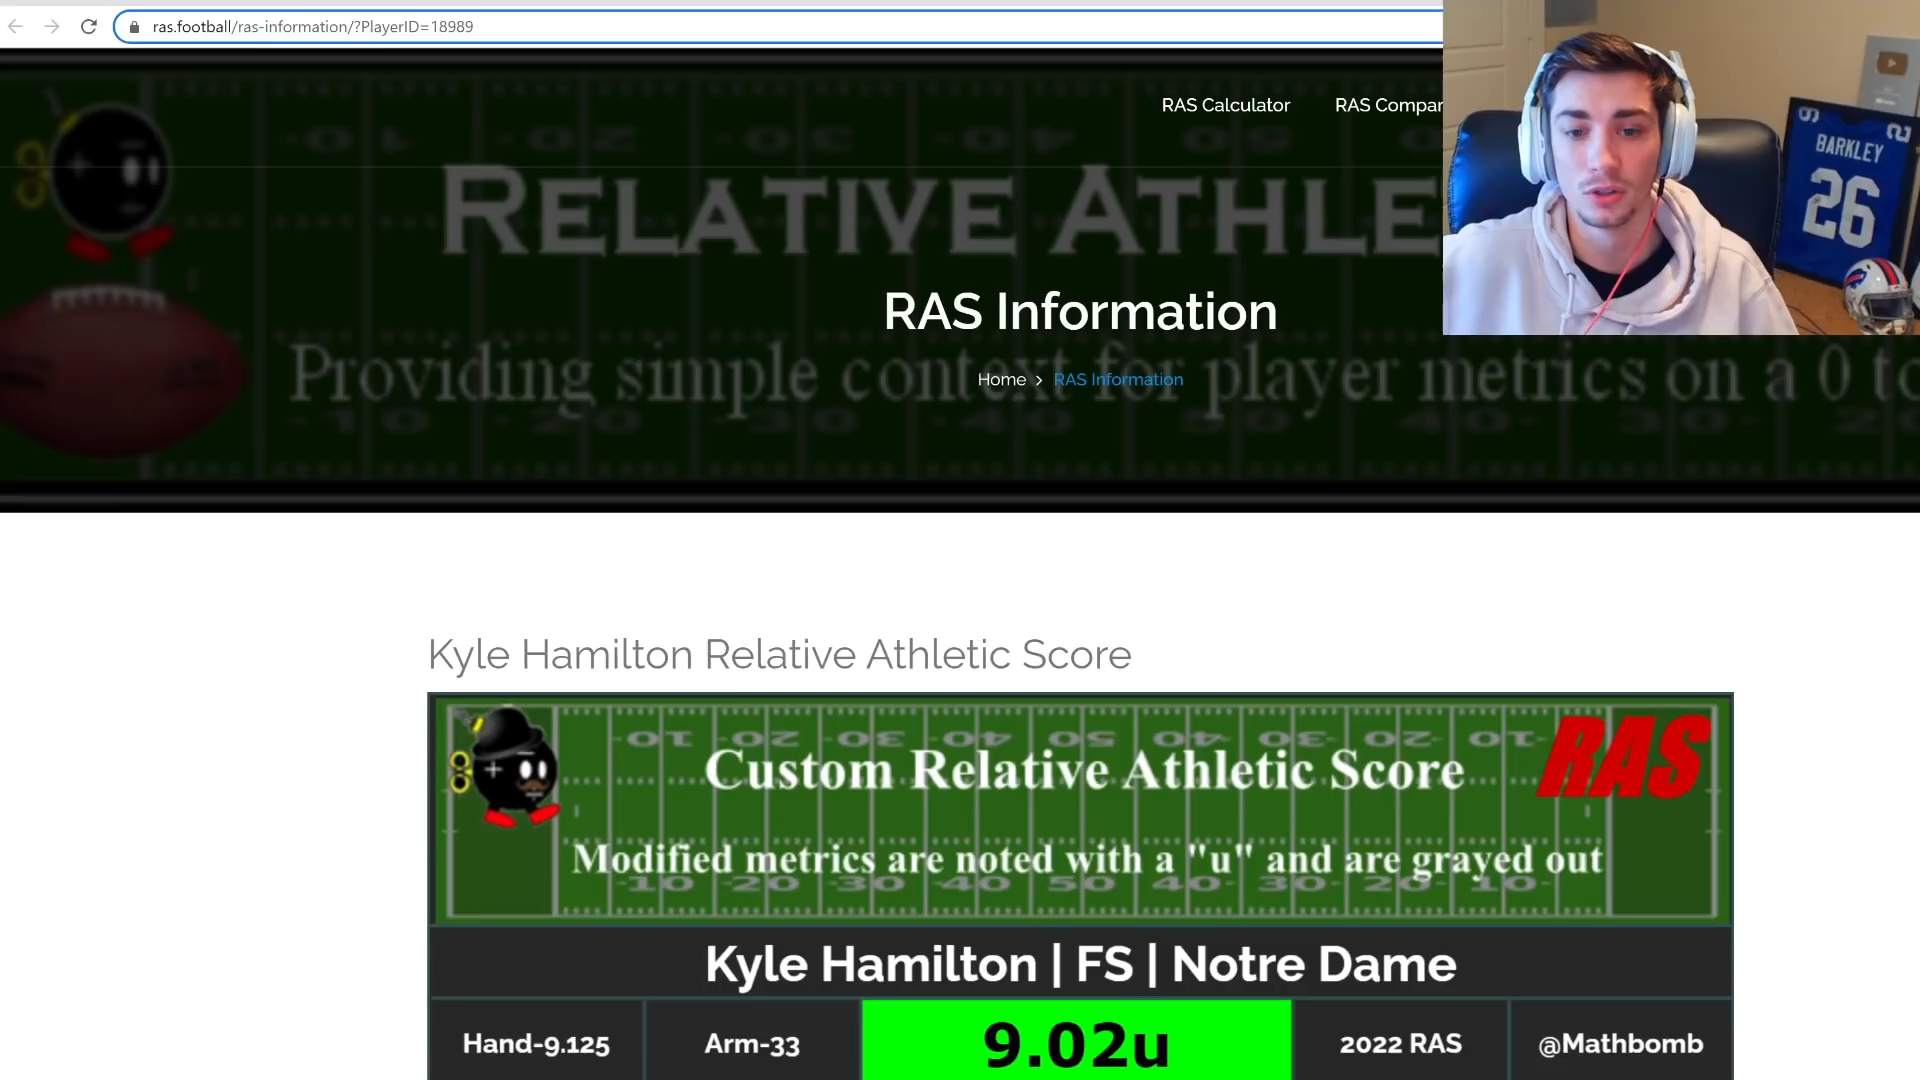 ras.football/ras-information/?PlayerID=18989
RAS Calculator
RAS Compar
RELATIVE ATHLE
RAS Information
Providing simple context for player metrics on a 0 to
Home > RAS Information
BARKLEY
26
Kyle Hamilton Relative Athletic Score
Custom Relative Athletic Score
RAS
Modified metrics are noted with a "u" and are grayed out
Kyle Hamilton | FS | Notre Dame
Hand-9.125
Arm-33
9.02u
2022 RAS
@Mathbomb